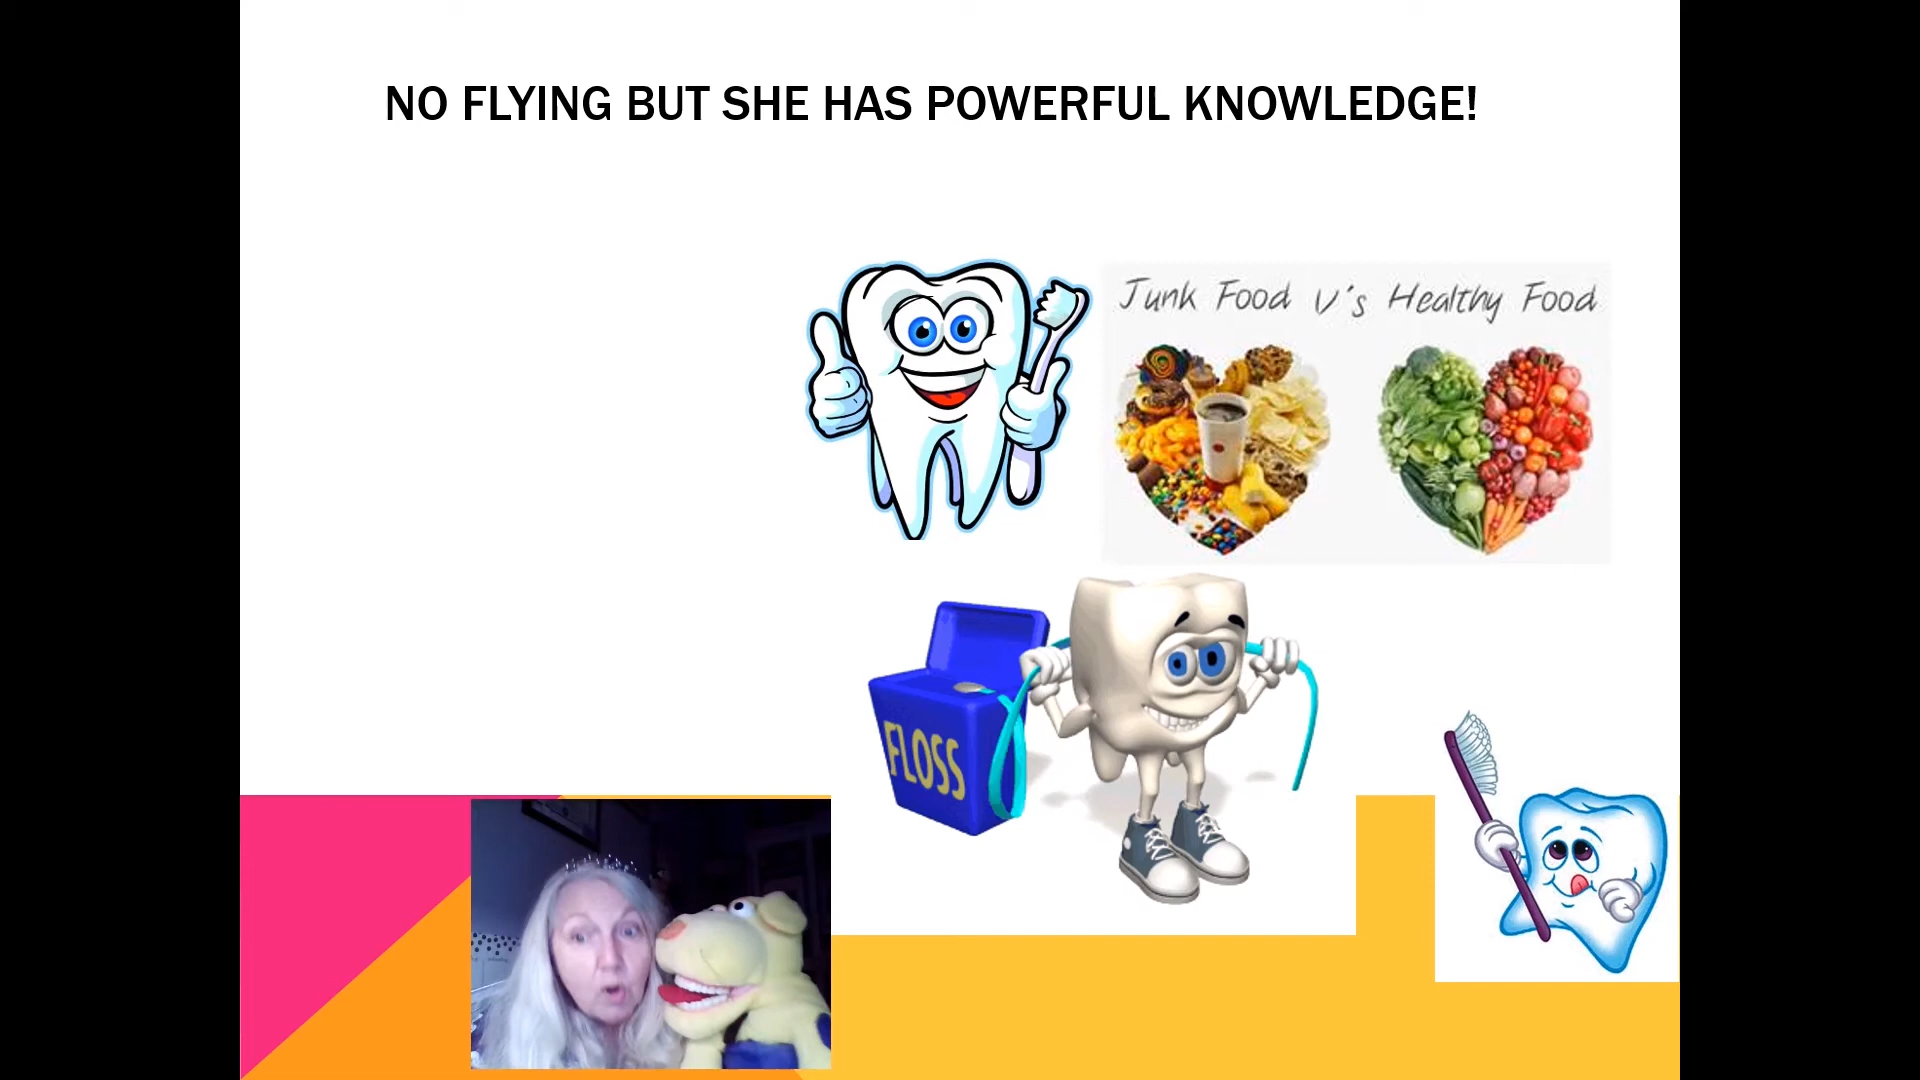 NO FLYING BUT SHE HAS POWERFUL KNOWLEDGE!
Junk Food V's Healthy Food
FLOSS